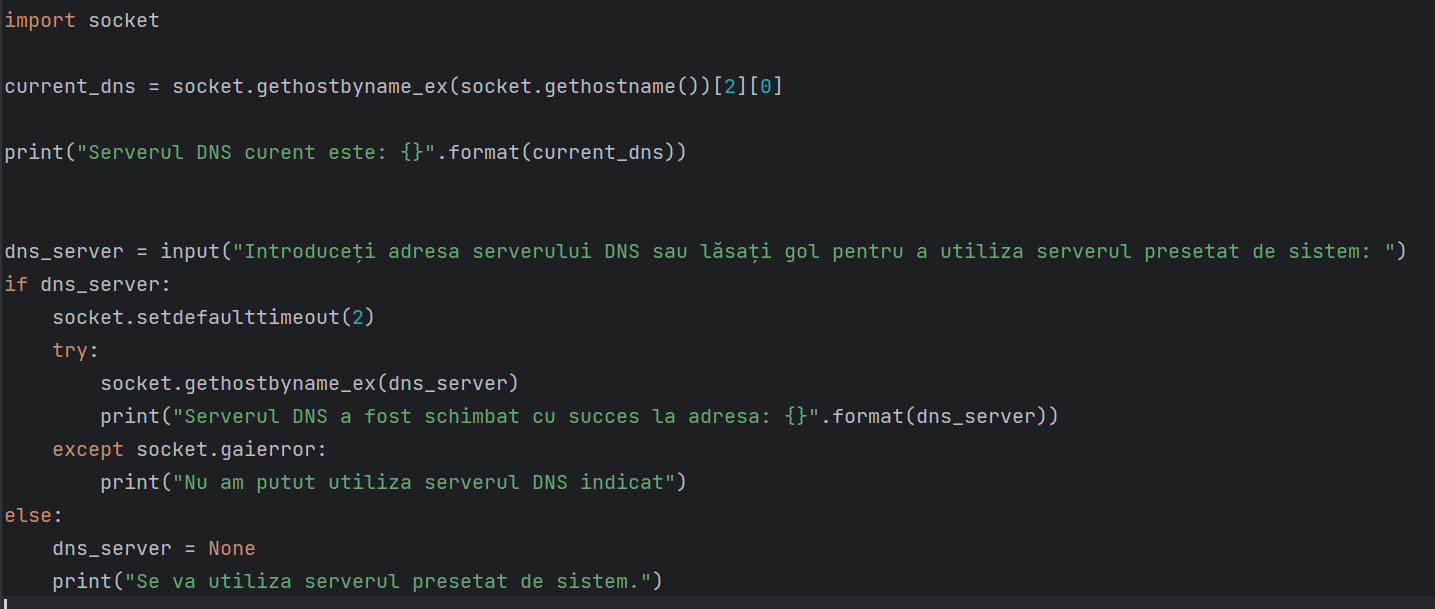 import socket
current_dns = socket.gethostbyname_ex(socket.gethostname())[2][0]
print("Serverul DNS curent este: {}".format(current_dns))
dns_server = input("Introduceți adresa serverului DNS sau lăsați gol pentru a utiliza serverul presetat de sistem: ")
if dns_server:
    socket.setdefaulttimeout(2)
    try:
        socket.gethostbyname_ex(dns_server)
        print("Serverul DNS a fost schimbat cu succes la adresa: {}".format(dns_server))
    except socket.gaierror:
        print("Nu am putut utiliza serverul DNS indicat")
else:
    dns_server = None
    print("Se va utiliza serverul presetat de sistem.")